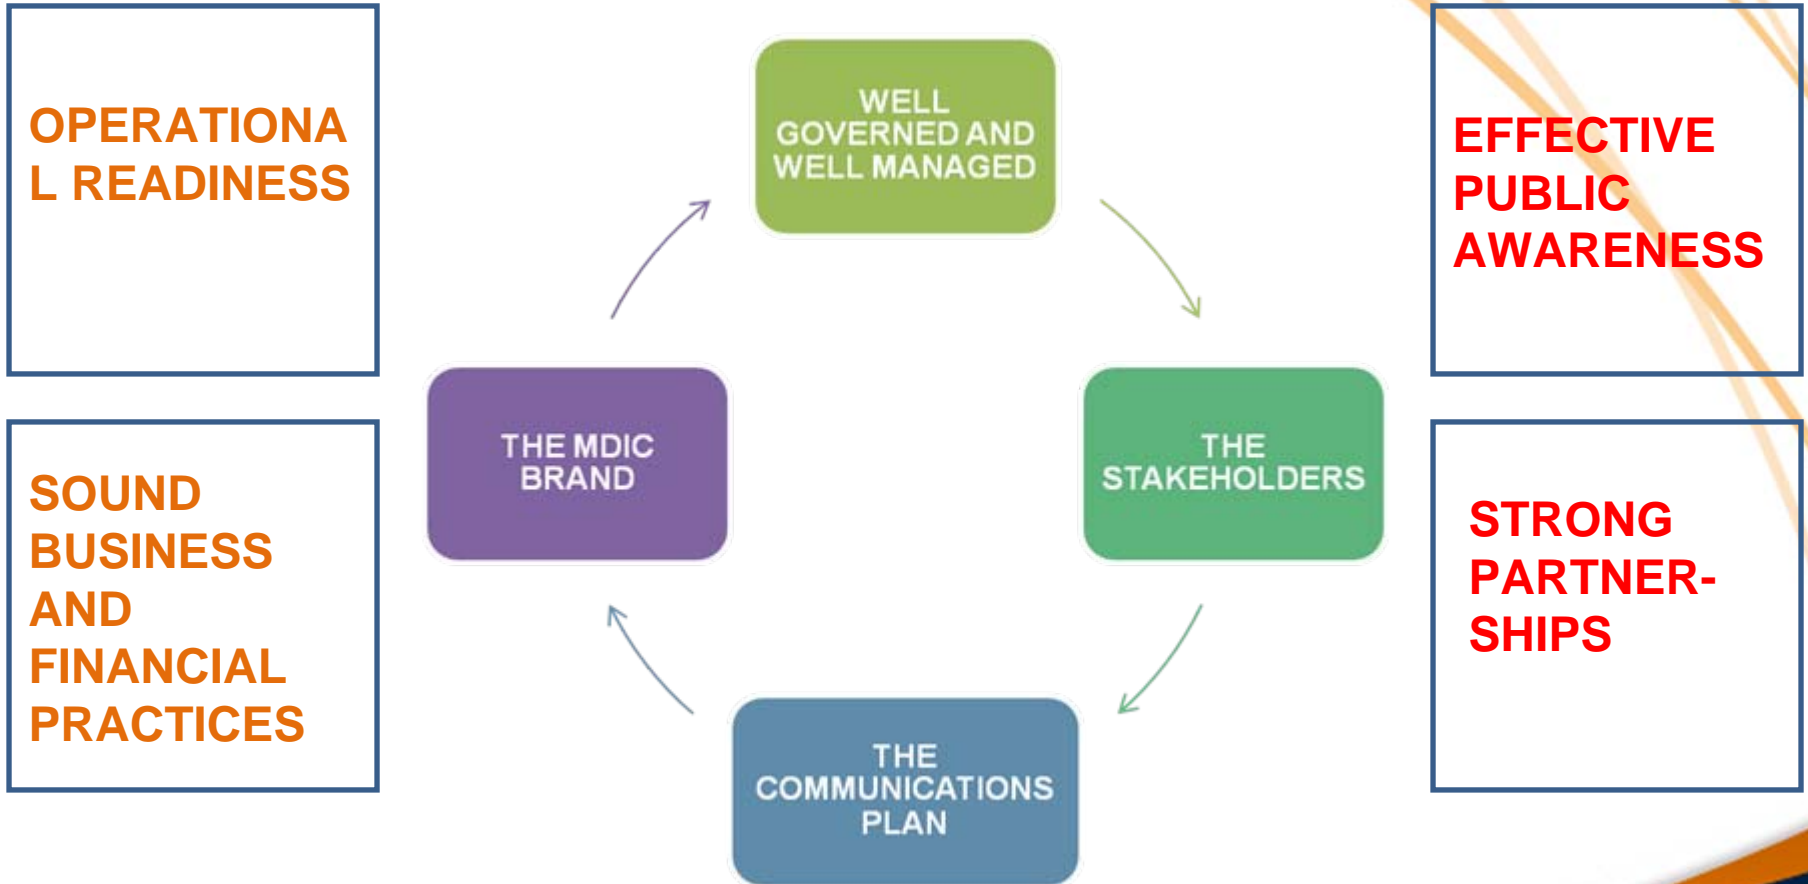 OPERATIONA
L READINESS
SOUND
BUSINESS
AND
FINANCIAL
PRACTICES
WELL
GOVERNED AND
WELL MANAGED
THE MDIC
BRAND
THE
STAKEHOLDERS
THE
COMMUNICATIONS
PLAN
EFFECTIVE
PUBLIC
AWARENESS
STRONG
PARTNER-
SHIPS